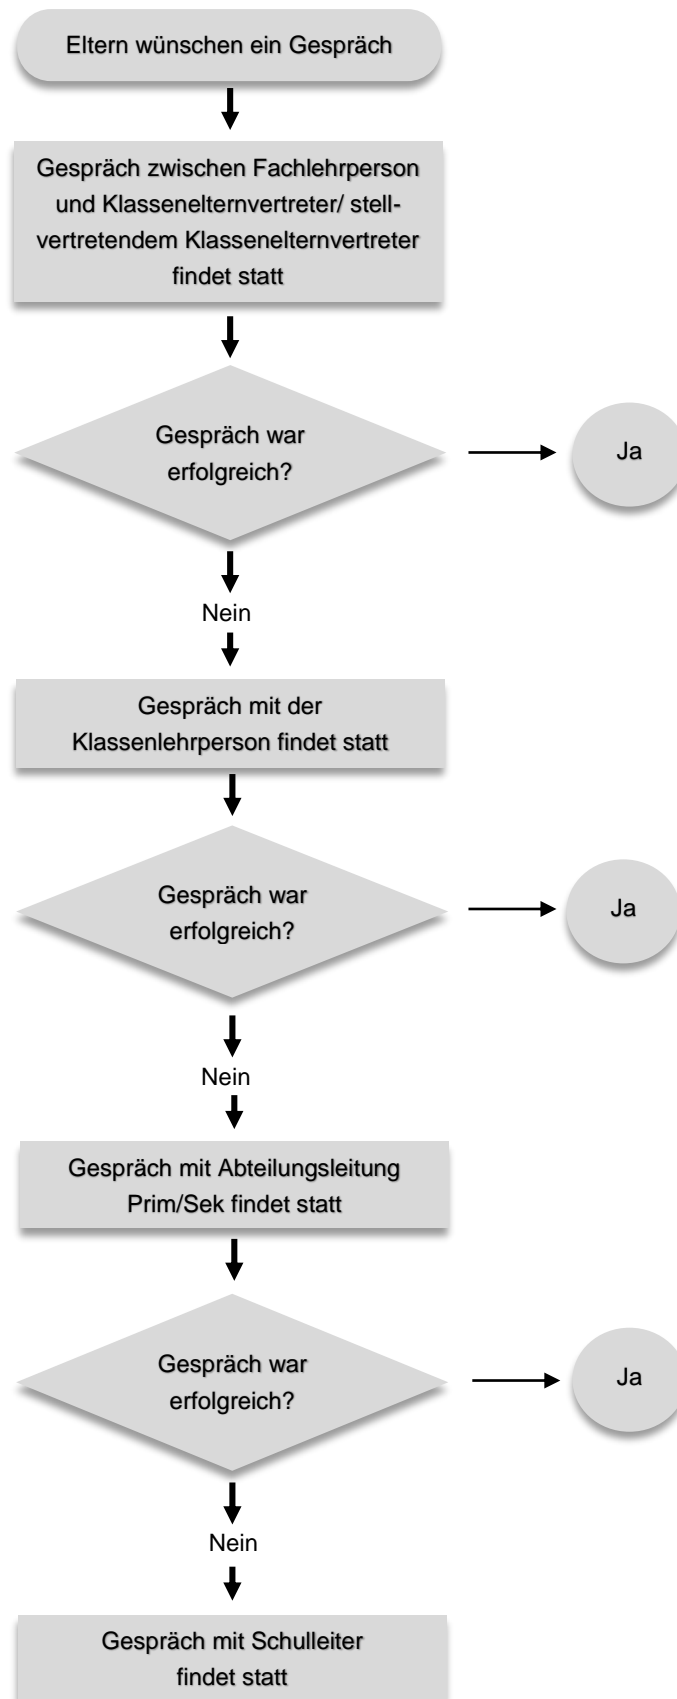 Eltern wünschen ein Gespräch
Gespräch zwischen Fachlehrperson
und Klassenelternvertreter/ stell-
vertretendem Klassenelternvertreter
findet statt
Gespräch war
erfolgreich?
Ja
Nein
Gespräch mit der
Klassenlehrperson findet statt
Gespräch war
erfolgreich?
Ja
Nein
Gespräch mit Abteilungsleitung
Prim/Sek findet statt
Gespräch war
erfolgreich?
Ja
Nein
Gespräch mit Schulleiter
findet statt